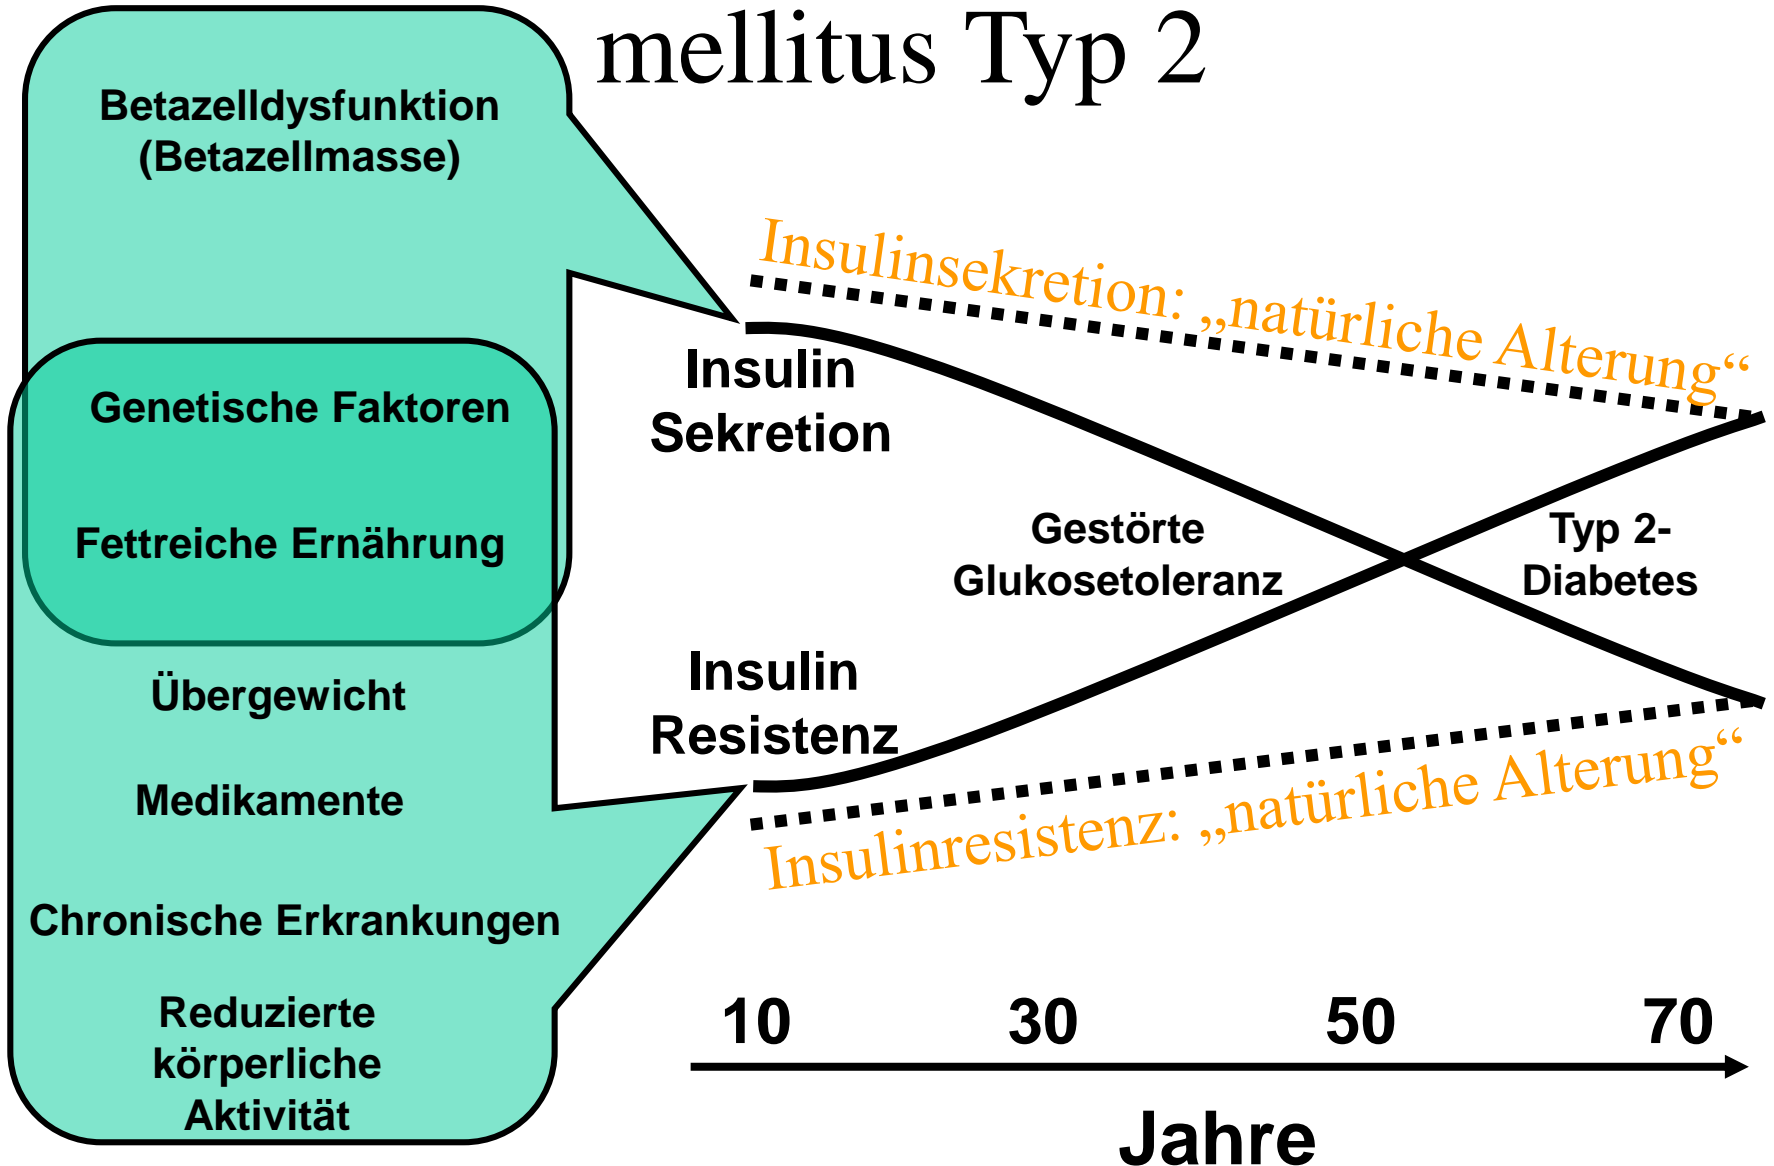 mellitus Typ 2
Betazelldysfunktion
(Betazellmasse)
Genetische Faktoren
Fettreiche Ernährung
Übergewicht
Medikamente
Chronische Erkrankungen
Reduzierte
körperliche
Aktivität
Insulinsekretion: „natürliche Alterung“
Insulin
Sekretion
Gestörte
Glukosetoleranz
Typ 2-
Diabetes
Insulin
Resistenz
Insulinresistenz: „natürliche Alterung“
10 30 50 70
Jahre